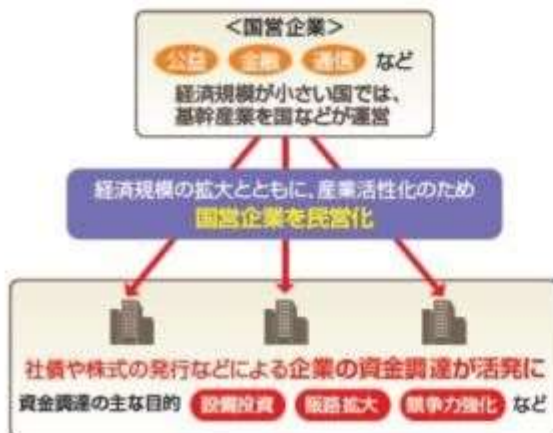 ＜国営企業＞
公益 金融 通信 など
経済規模が小さい国では、
基幹産業を国などが運営
経済規模の拡大とともに、産業活性化のため
国営企業を民営化
社債や株式の発行などによる企業の資金調達が活発に
資金調達の主な目的 設備投資 販路拡大 競争力強化 など